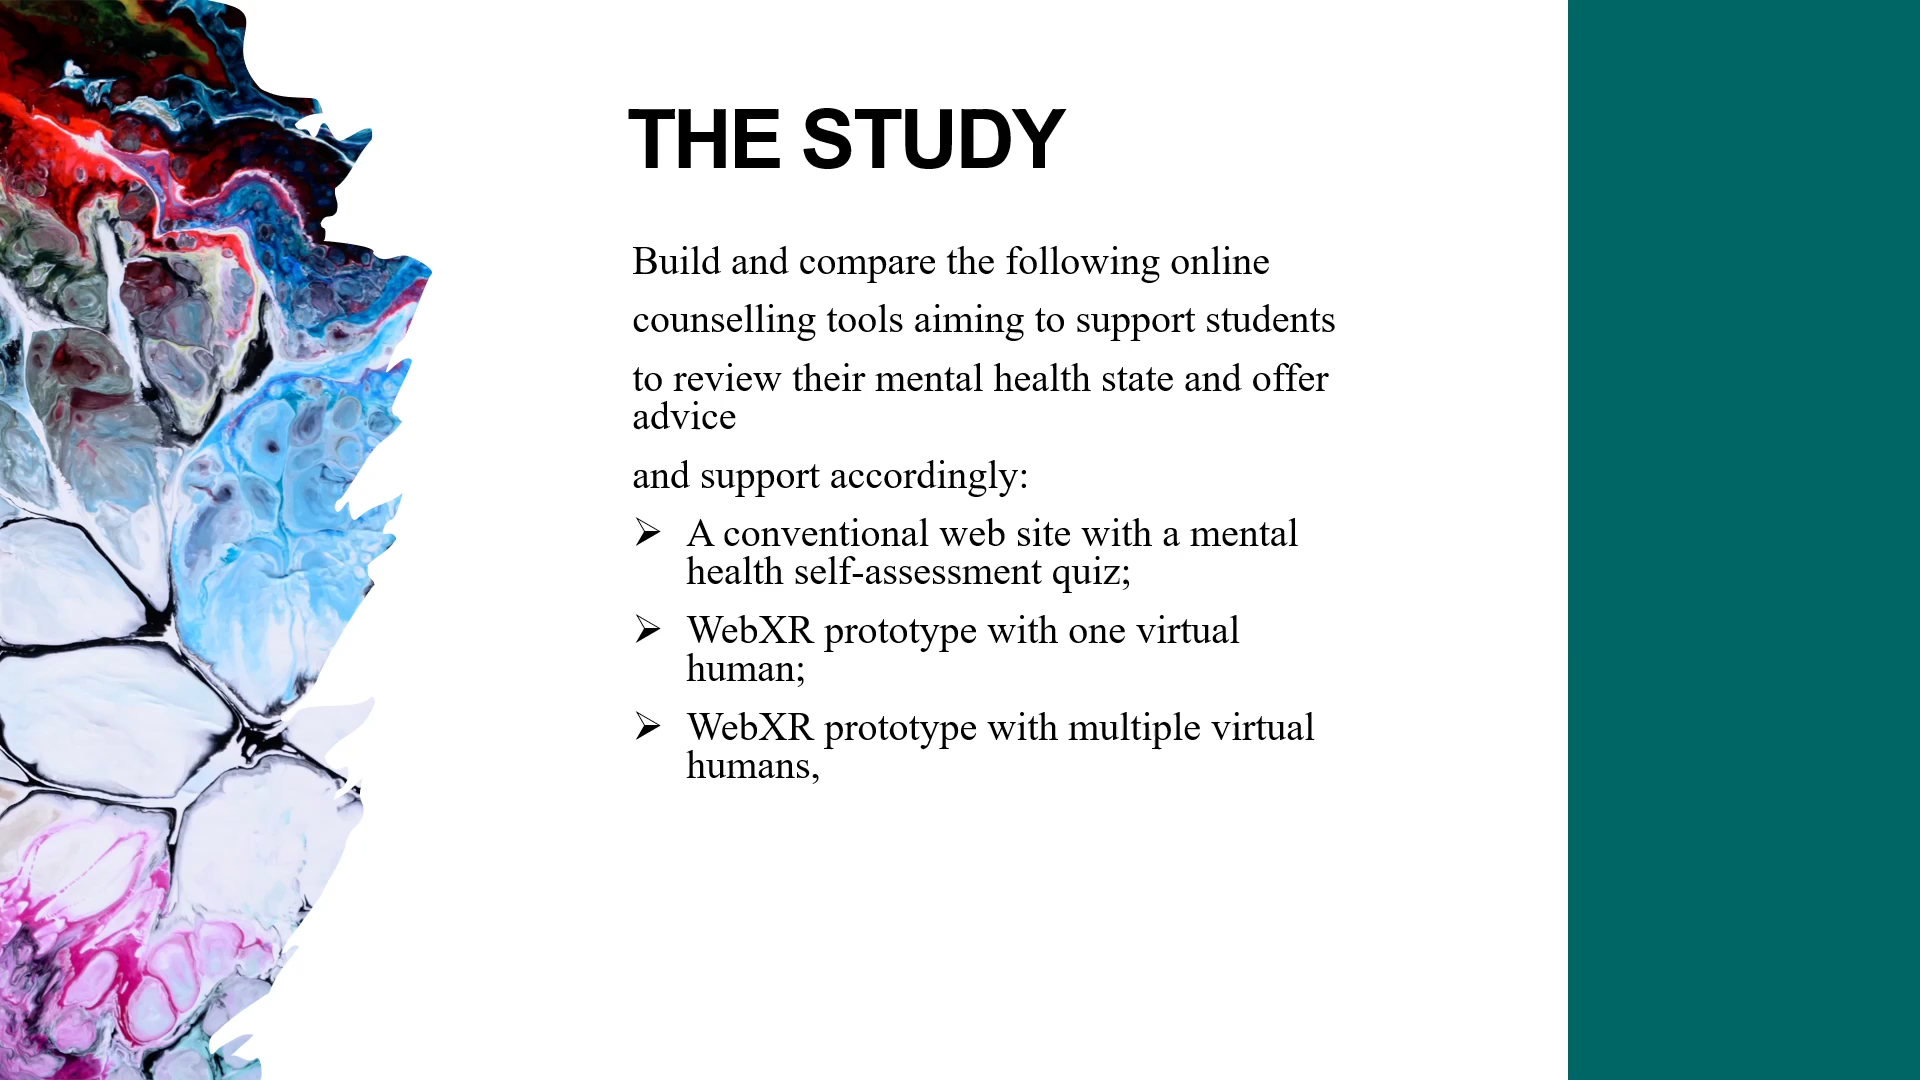 THE STUDY
Build and compare the following online
counselling tools aiming to support students
to review their mental health state and offer
advice
and support accordingly:
➢ A conventional web site with a mental
health self-assessment quiz;
➢ WebXR prototype with one virtual
human;
➢ WebXR prototype with multiple virtual
humans,